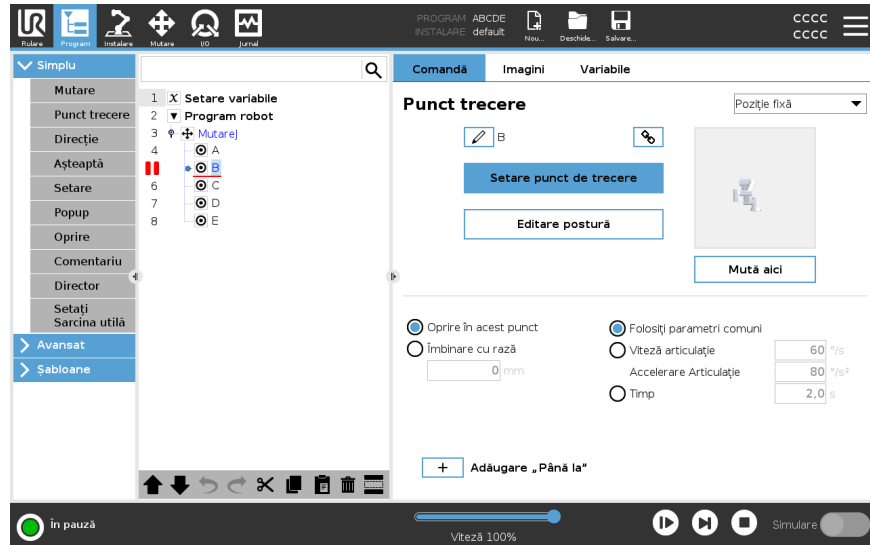 PROGRAM ABCDE
INSTALARE default
CCCC
CCCC
Rulare Program Instalare Mutare I/O Jurnal Nou... Deschide... Salvare...
Simplu
Mutare
Punct trecere
Direcție
Așteaptă
Setare
Popup
Oprire
Comentariu
Director
Setați
Sarcina utilă
Avansat
Șabloane
1 X Setare variabile
2 Program robot
3 MutareJ
4 A
B
6 C
7 D
8 E
Comandă Imagini Variabile
Punct trecere
Poziție fixă
B
Setare punct de trecere
Editare postură
Mută aici
Oprire în acest punct
Îmbinare cu rază
0 mm
Folosiți parametri comuni
Viteză articulație 60 °/s
Accelerare Articulație 80 °/s²
Timp 2,0 s
+ Adăugare „Până la”
În pauză
Viteză 100%
Simulare